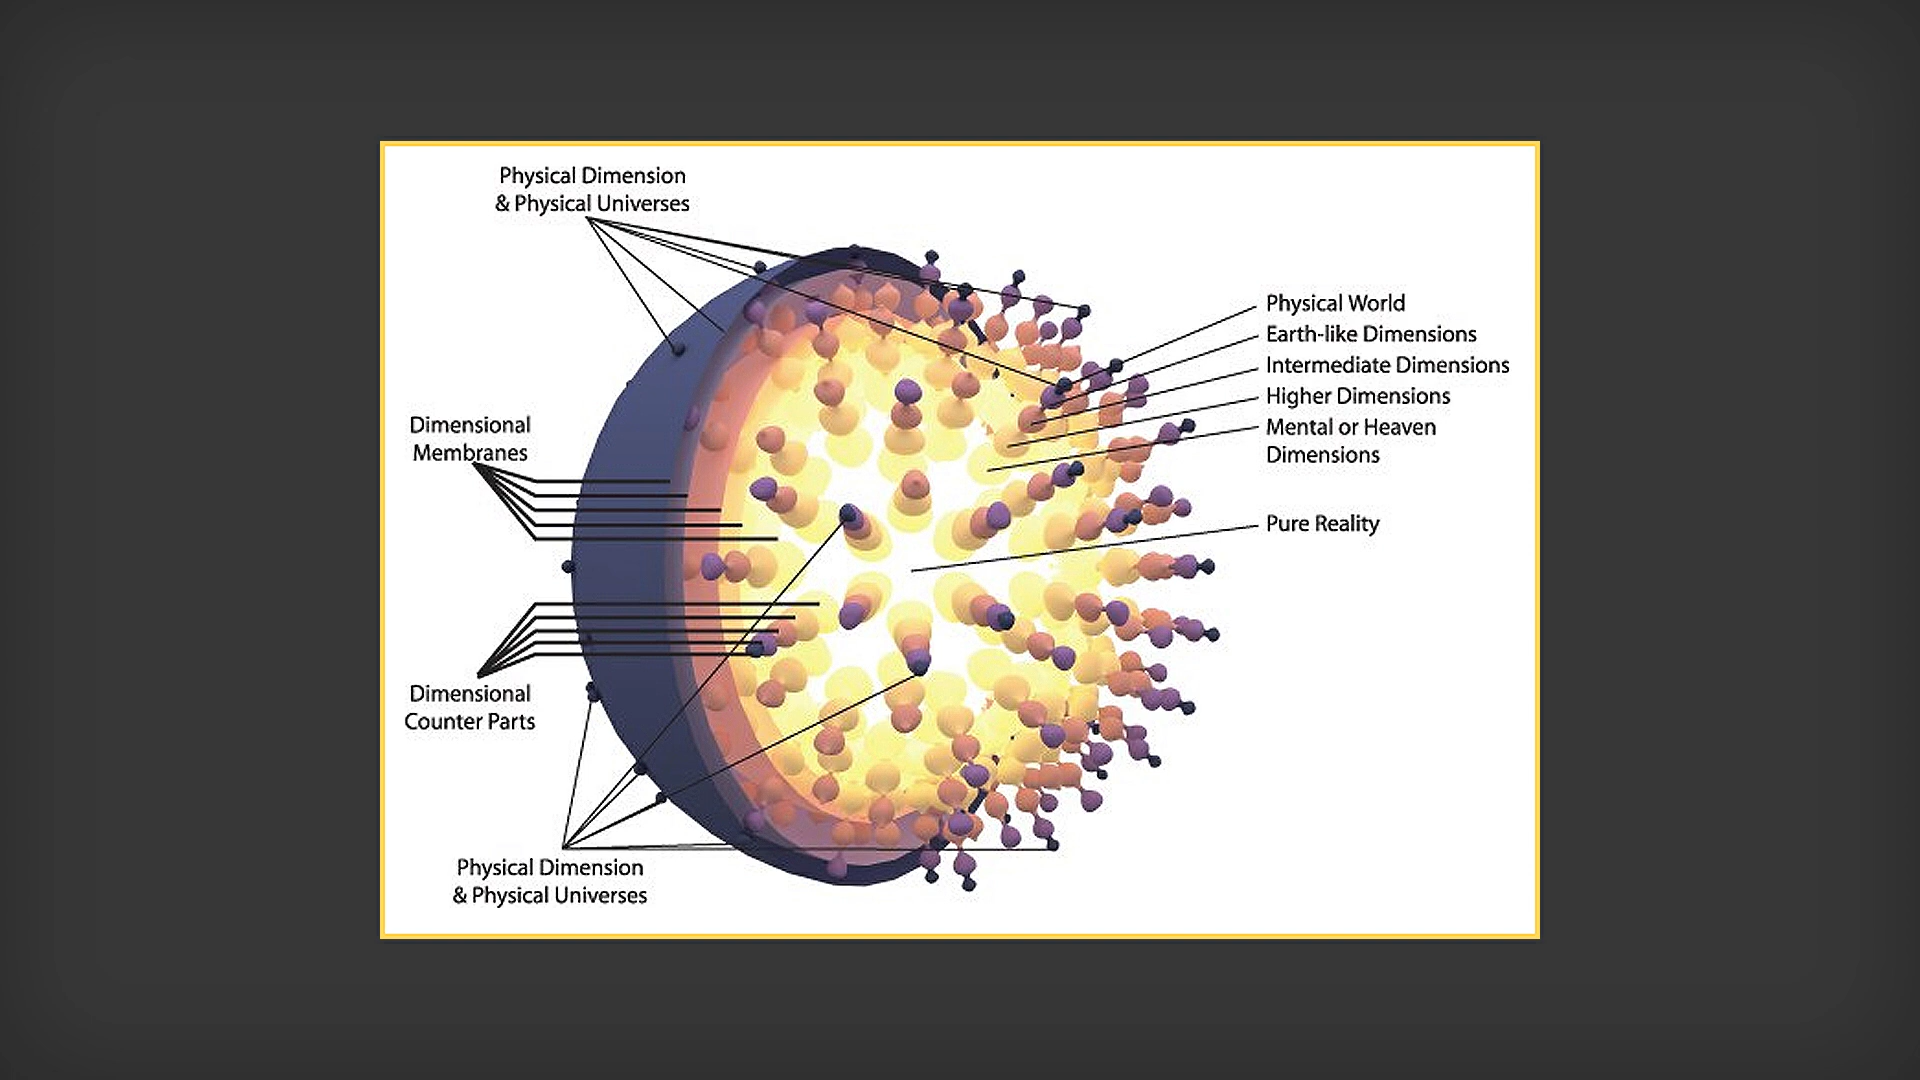 Physical Dimension
& Physical Universes
Physical World
Earth-like Dimensions
Intermediate Dimensions
Higher Dimensions
Mental or Heaven
Dimensions
Dimensional
Membranes
Pure Reality
Dimensional
Counter Parts
Physical Dimension
& Physical Universes